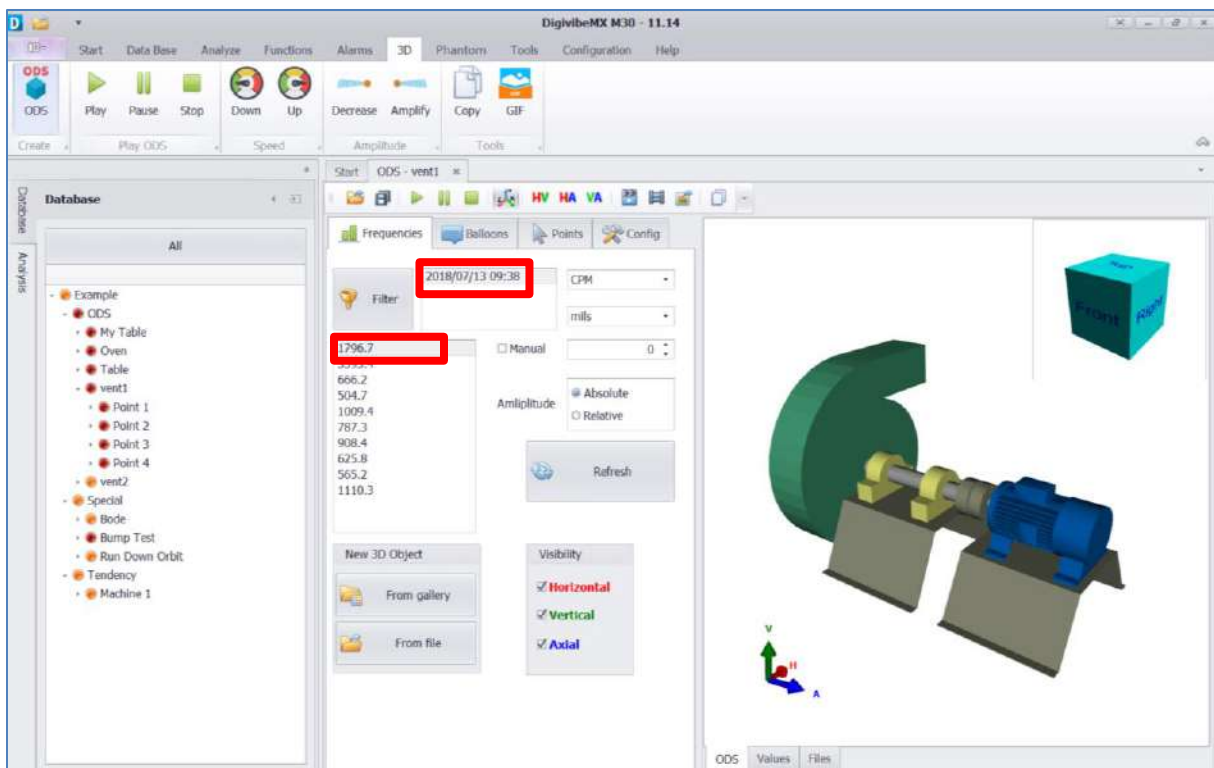 D
DigivibeMX M30 - 11.14
Start Data Base Analyze Functions Alarms 3D Phantom Tools Configuration Help
ODS
ODS Play Pause Stop Down Up Decrease Amplify Copy GIF
Create Play ODS Speed Amplitude Tools
Start ODS - vent1
Database
Analysis
Database
HV HA VA
Frequencies Balloons Points Config
All
Filter
2018/07/13 09:38
CPM
mils
Example
ODS
My Table
Oven
Table
vent1
Point 1
Point 2
Point 3
Point 4
vent2
Special
Bode
Bump Test
Run Down Orbit
Tendency
Machine 1
1796.7
666.2
504.7
1009.4
787.3
908.4
625.8
565.2
1110.3
Manual 0
Amliplitude
Absolute
Relative
Refresh
New 3D Object
From gallery
From file
Visibility
Horizontal
Vertical
Axial
Front Right
V
H
A
ODS Values Files